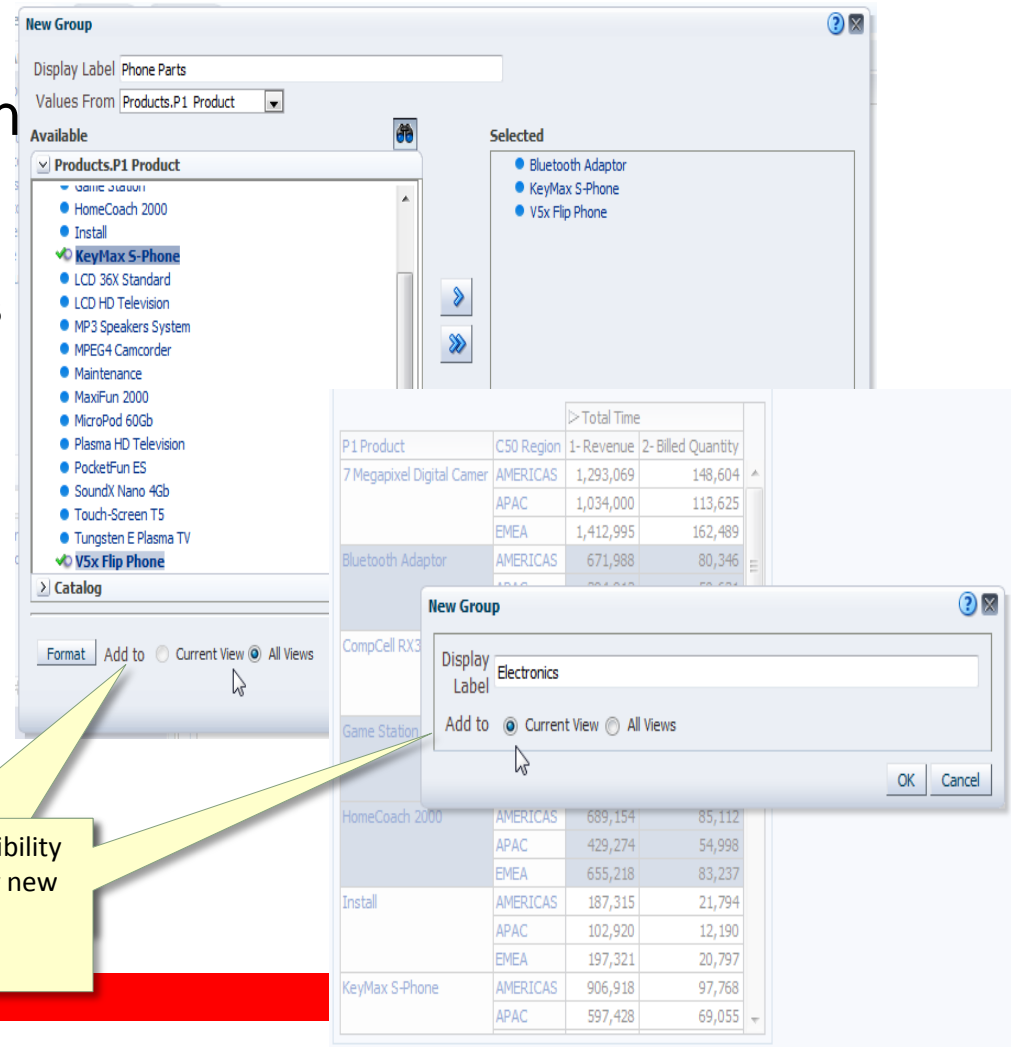 New Group
Display Label Phone Parts
Values From Products.P1 Product
Available
Selected
Products.P1 Product
Game Station
HomeCoach 2000
Install
KeyMax S-Phone
LCD 36X Standard
LCD HD Television
MP3 Speakers System
MPEG4 Camcorder
Maintenance
MaxiFun 2000
MicroPod 60Gb
Plasma HD Television
PocketFun ES
SoundX Nano 4Gb
Touch-Screen T5
Tungsten E Plasma TV
V5x Flip Phone
Catalog
Bluetooth Adaptor
KeyMax S-Phone
V5x Flip Phone
Format Add to Current View All Views
Total Time
P1 Product C50 Region 1- Revenue 2- Billed Quantity
7 Megapixel Digital Camer AMERICAS 1,293,069 148,604
APAC 1,034,000 113,625
EMEA 1,412,995 162,489
Bluetooth Adaptor AMERICAS 671,988 80,346
CompCell RX3
Game Station
New Group
Display Label Electronics
Add to Current View All Views
OK Cancel
HomeCoach 2000 AMERICAS 689,154 85,112
APAC 429,274 54,998
EMEA 655,218 83,237
Install AMERICAS 187,315 21,794
APAC 102,920 12,190
EMEA 197,321 20,797
KeyMax S-Phone AMERICAS 906,918 97,768
APAC 597,428 69,055
ibility
new